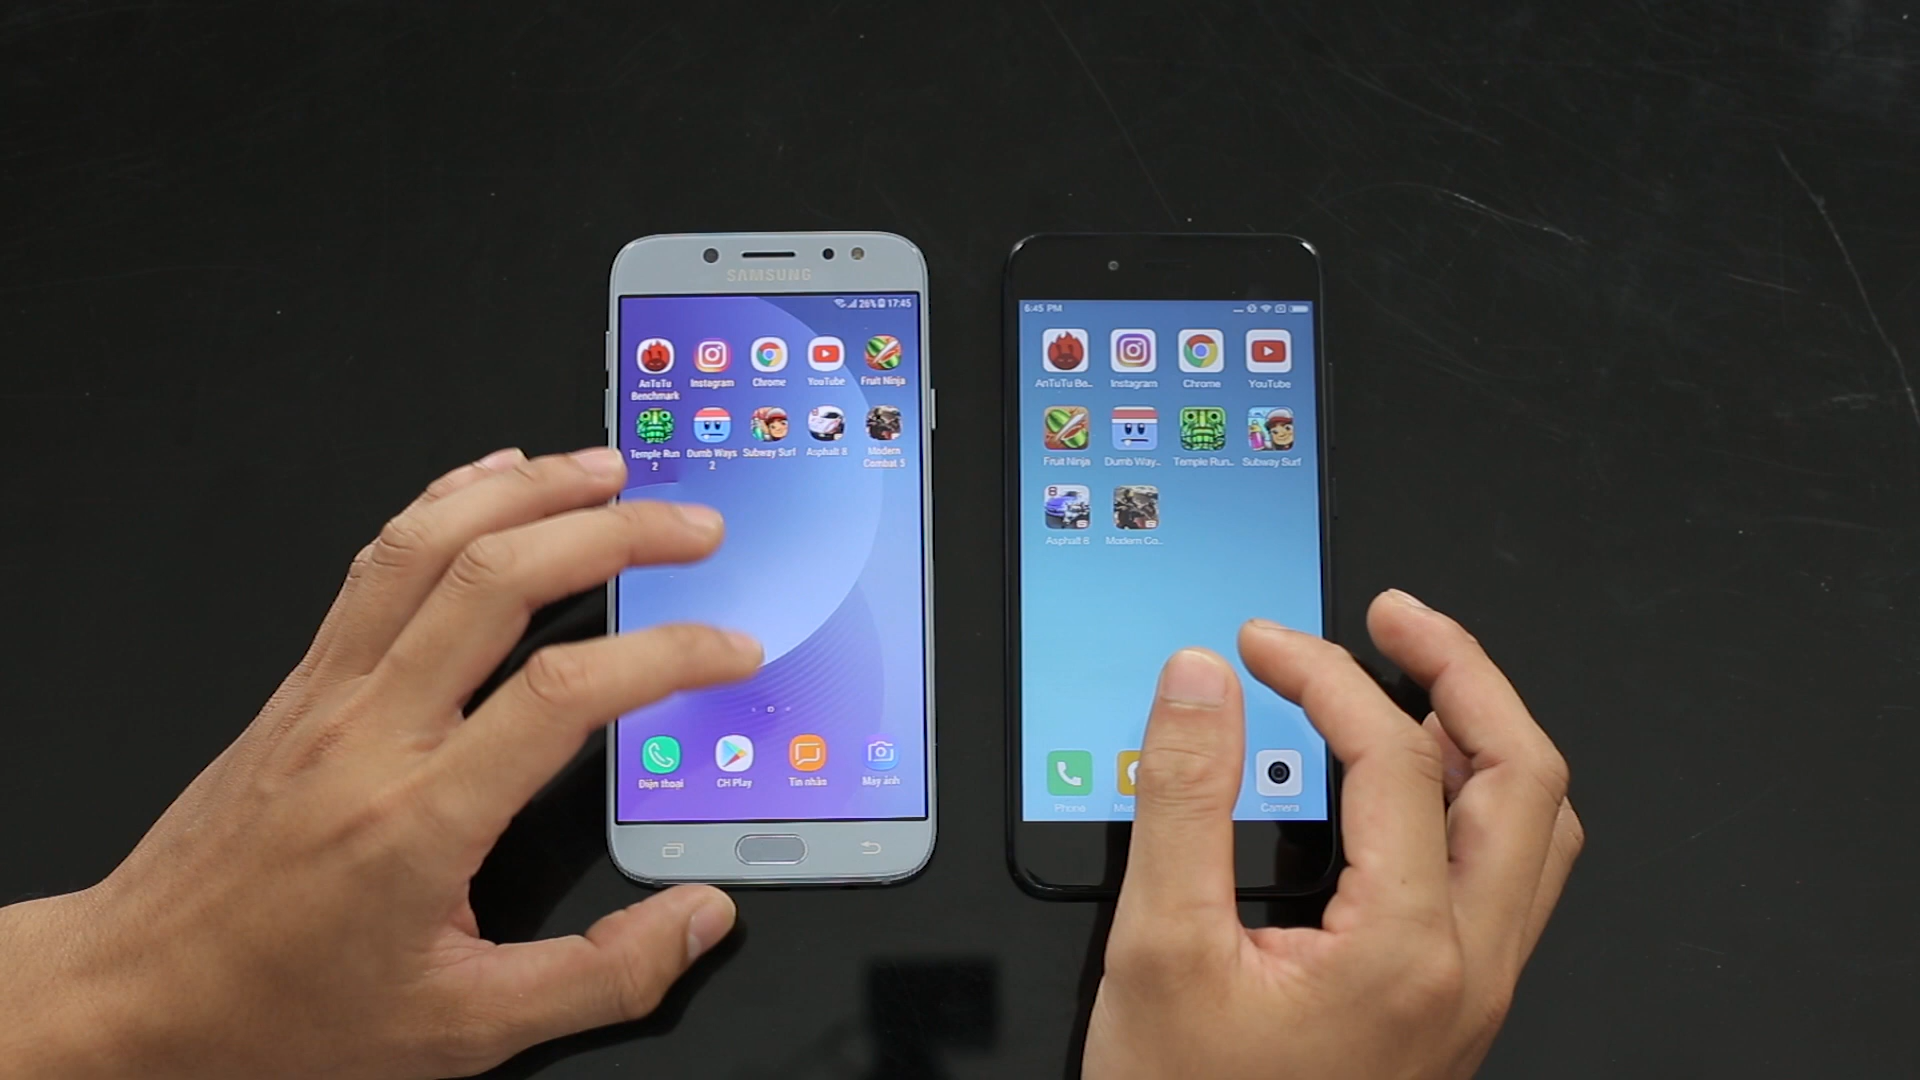 SAMSUNG
26% 17:45
AnTuTu Benchmark
Instagram
Chrome
YouTube
Fruit Ninja
Temple Run 2
Dumb Ways 2
Subway Surf
Asphalt 8
Modern Combat 5
Điện thoại
CH Play
Tin nhắn
Máy ảnh
6:45 PM
AnTuTu Be..
Instagram
Chrome
YouTube
Fruit Ninja
Dumb Way..
Temple Run..
Subway Surf
Asphalt 8
Modern Co..
Phone
Camera